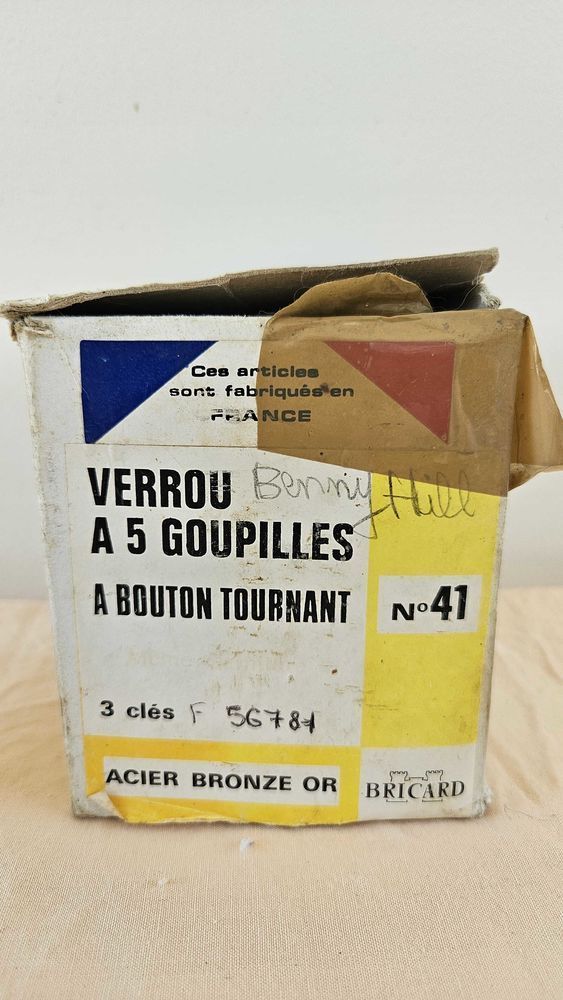 Ces articles
sont fabriqués en
FRANCE
VERROU Benny Hill
A 5 GOUPILLES
A BOUTON TOURNANT
Nº 41
3 clés F 56781
ACIER BRONZE OR
BRICARD